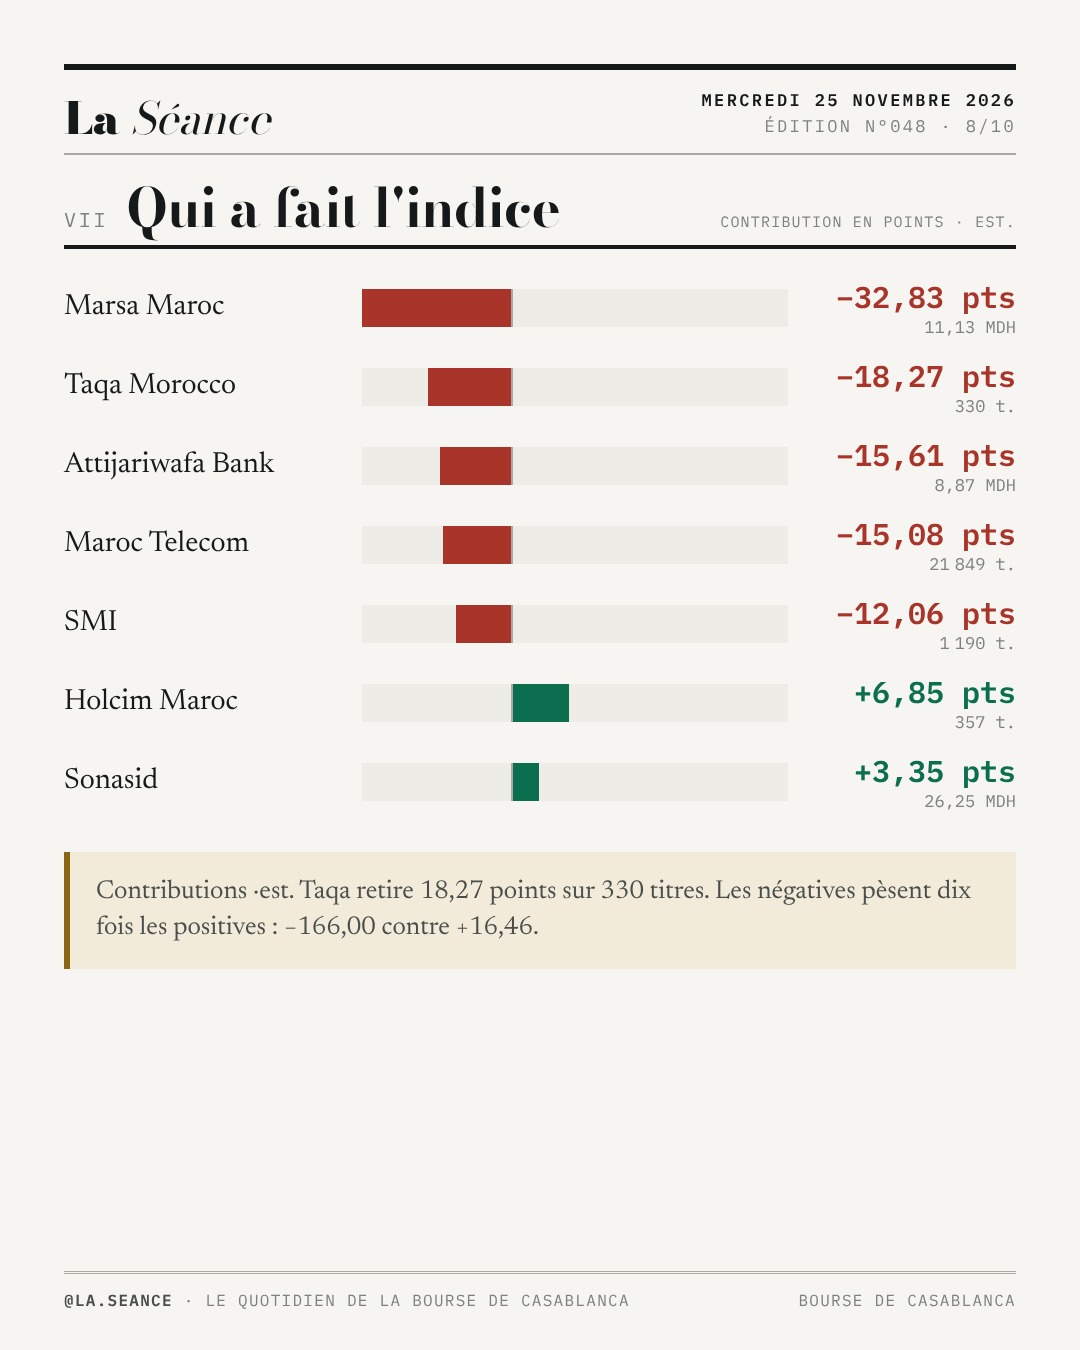 La Séance
MERCREDI 25 NOVEMBRE 2026
ÉDITION N°048 · 8/10
VII Qui a fait l'indice
CONTRIBUTION EN POINTS · EST.
Marsa Maroc
−32,83 pts
11,13 MDH
Taqa Morocco
−18,27 pts
330 t.
Attijariwafa Bank
−15,61 pts
8,87 MDH
Maroc Telecom
−15,08 pts
21 849 t.
SMI
−12,06 pts
1 190 t.
Holcim Maroc
+6,85 pts
357 t.
Sonasid
+3,35 pts
26,25 MDH
Contributions ·est. Taqa retire 18,27 points sur 330 titres. Les négatives pèsent dix
fois les positives : −166,00 contre +16,46.
@LA.SEANCE · LE QUOTIDIEN DE LA BOURSE DE CASABLANCA
BOURSE DE CASABLANCA